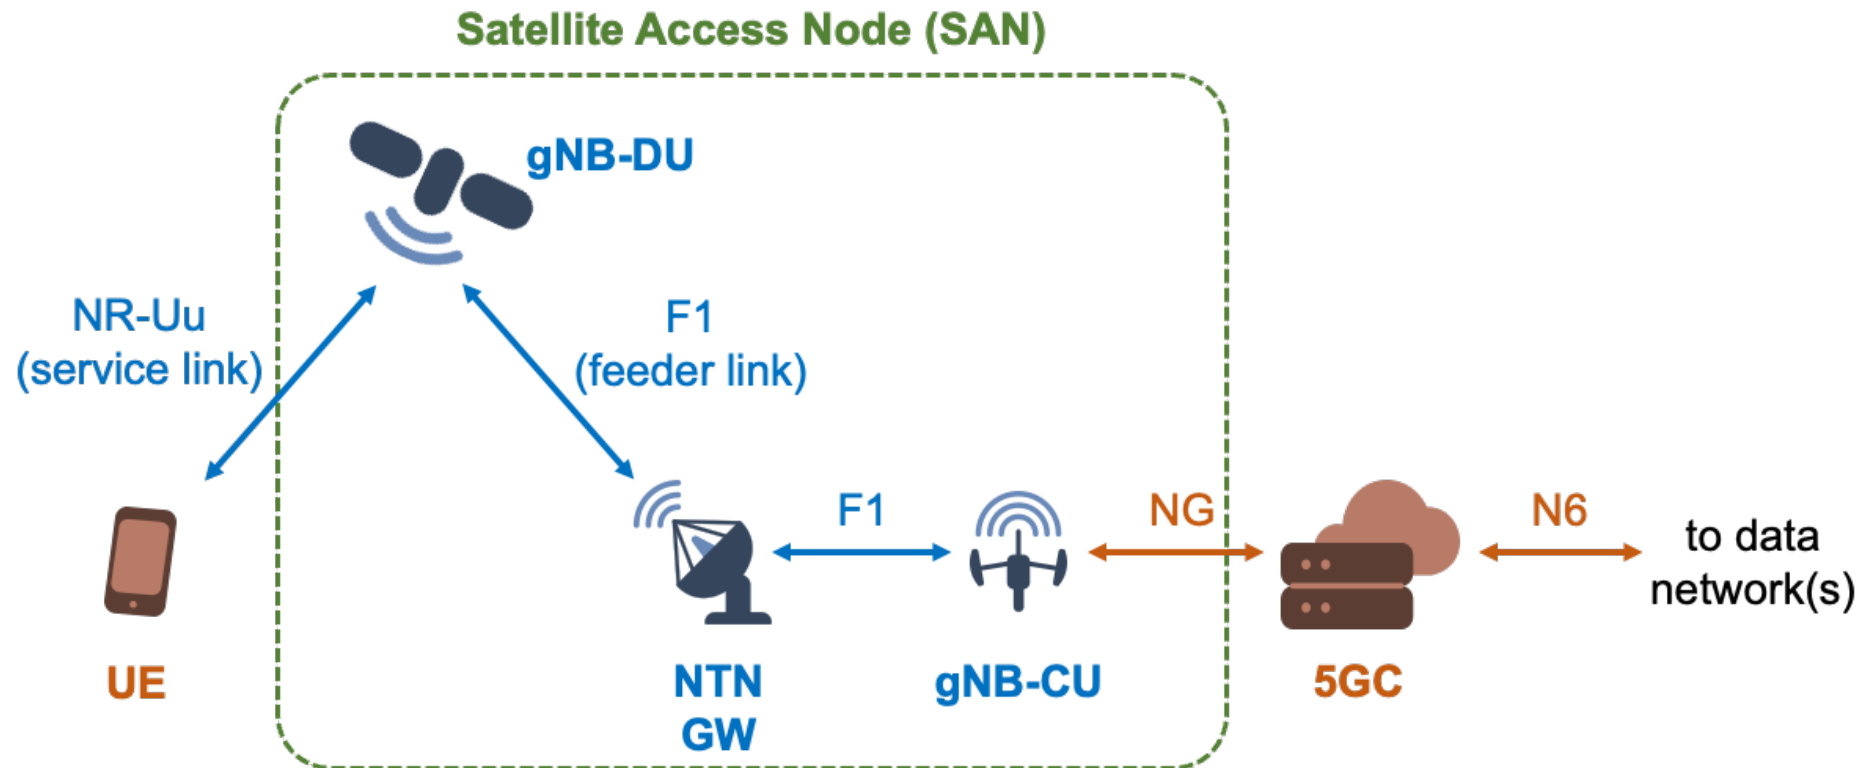 Satellite Access Node (SAN)
gNB-DU
NR-Uu
(service link)
F1
(feeder link)
F1
NG
N6
to data
network(s)
UE
NTN
GW
gNB-CU
5GC